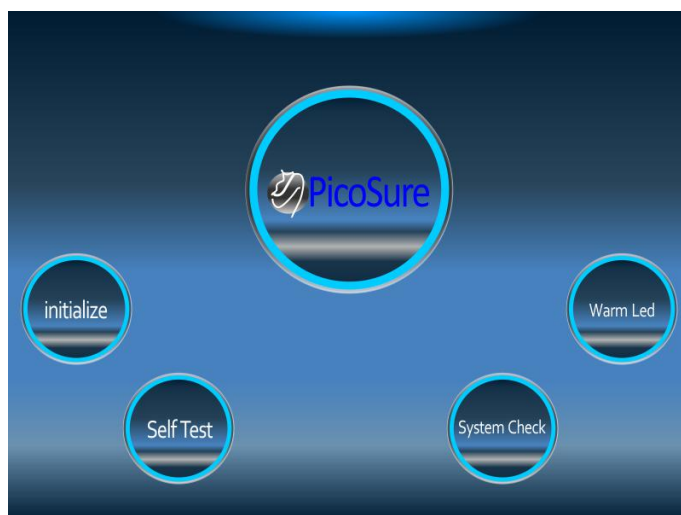 PicoSure
initialize
Warm Led
Self Test
System Check